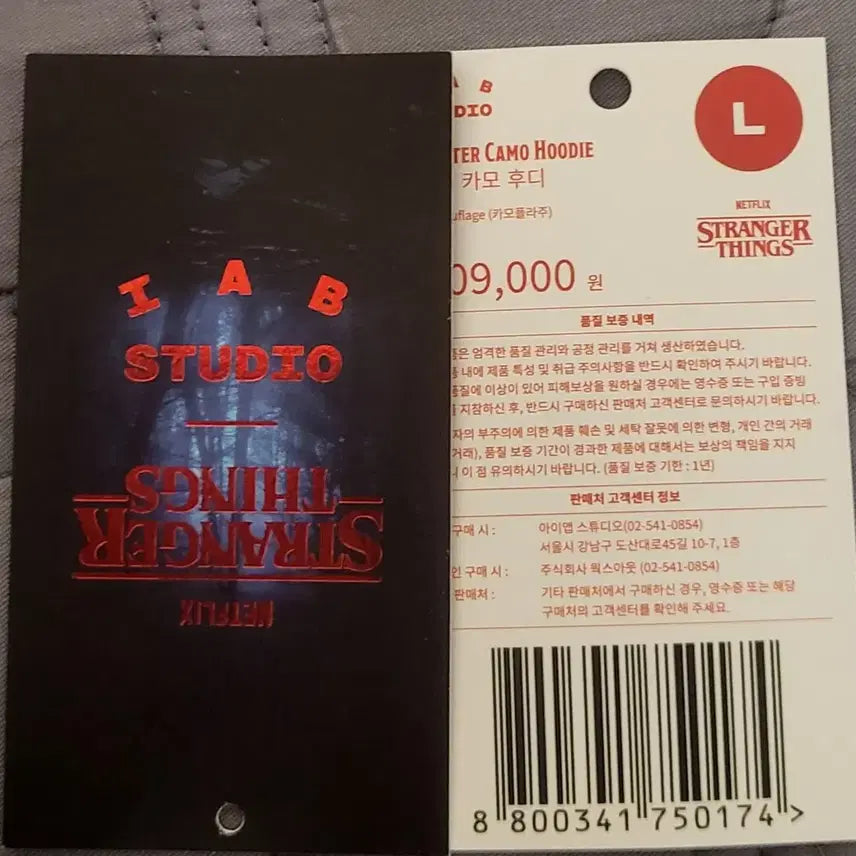 I A B
STUDIO
STRANGER
THINGS
NETFLIX
A B
DIO
TER CAMO HOODIE
카모 후디
uflage (카모플라주)
09,000 원
L
NETFLIX
STRANGER
THINGS
품질 보증 내역
품은 엄격한 품질 관리와 공정 관리를 거쳐 생산하였습니다.
내에 제품 특성 및 취급 주의사항을 반드시 확인하여 주시기 바랍니다.
품질에 이상이 있어 피해보상을 원하실 경우에는 영수증 또는 구입 증빙
를 지참하신 후, 반드시 구매하신 판매처 고객센터로 문의하시기 바랍니다.
자의 부주의에 의한 제품 훼손 및 세탁 잘못에 의한 변형, 개인 간의 거래
거래), 품질 보증 기간이 경과한 제품에 대해서는 보상의 책임을 지지
니 이 점 유의하시기 바랍니다. (품질 보증 기한 : 1년)
판매처 고객센터 정보
구매 시 : 아이앱 스튜디오(02-541-0854)
서울시 강남구 도산대로45길 10-7, 1층
인 구매 시 : 주식회사 웍스아웃 (02-541-0854)
판매처 : 기타 판매처에서 구매하신 경우, 영수증 또는 해당
구매처의 고객센터를 확인해 주세요.
8 800341 750174 >